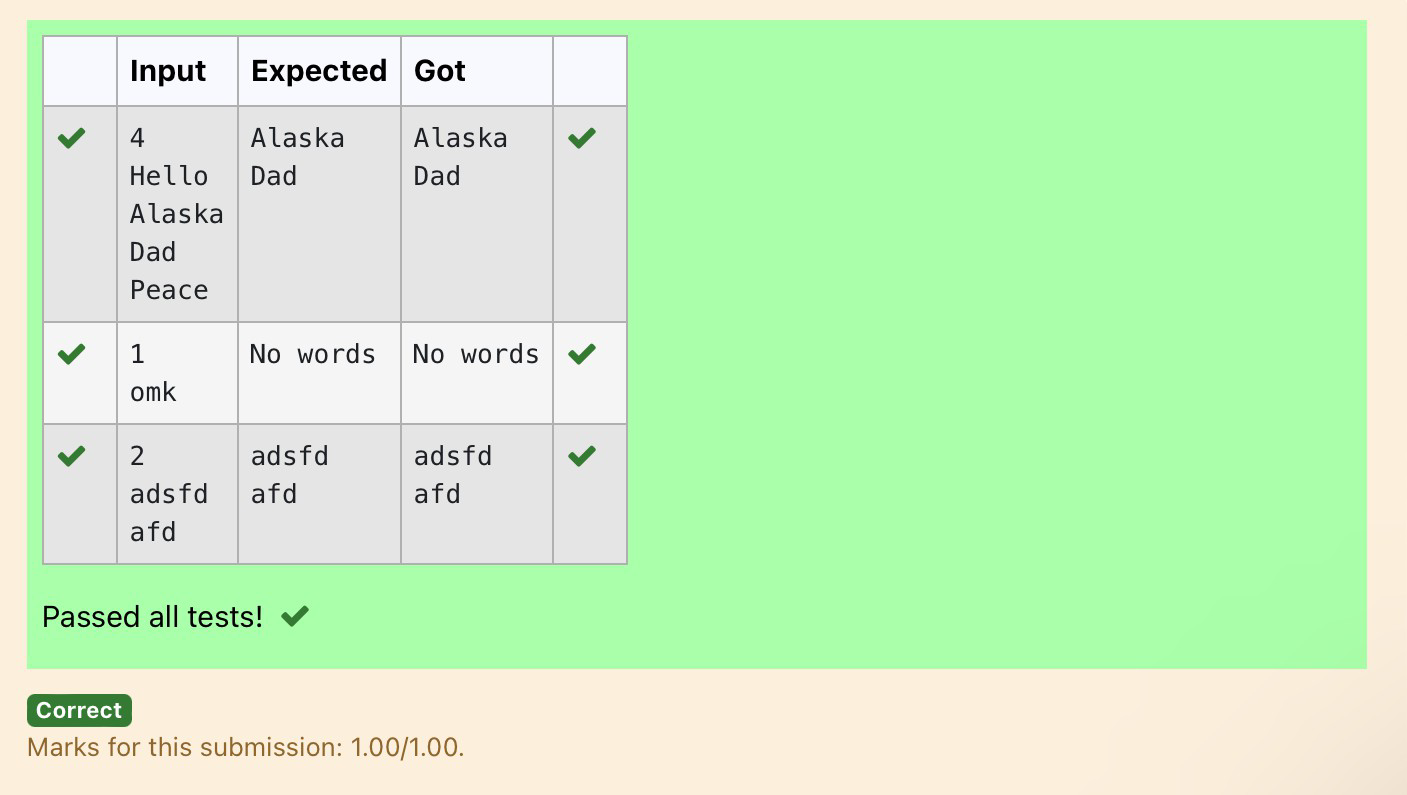 Input Expected Got
4 Alaska Alaska
Hello Dad Dad
Alaska
Dad
Peace
1 No words No words
omk
2 adsfd adsfd
adsfd afd afd
afd
Passed all tests!
Correct
Marks for this submission: 1.00/1.00.